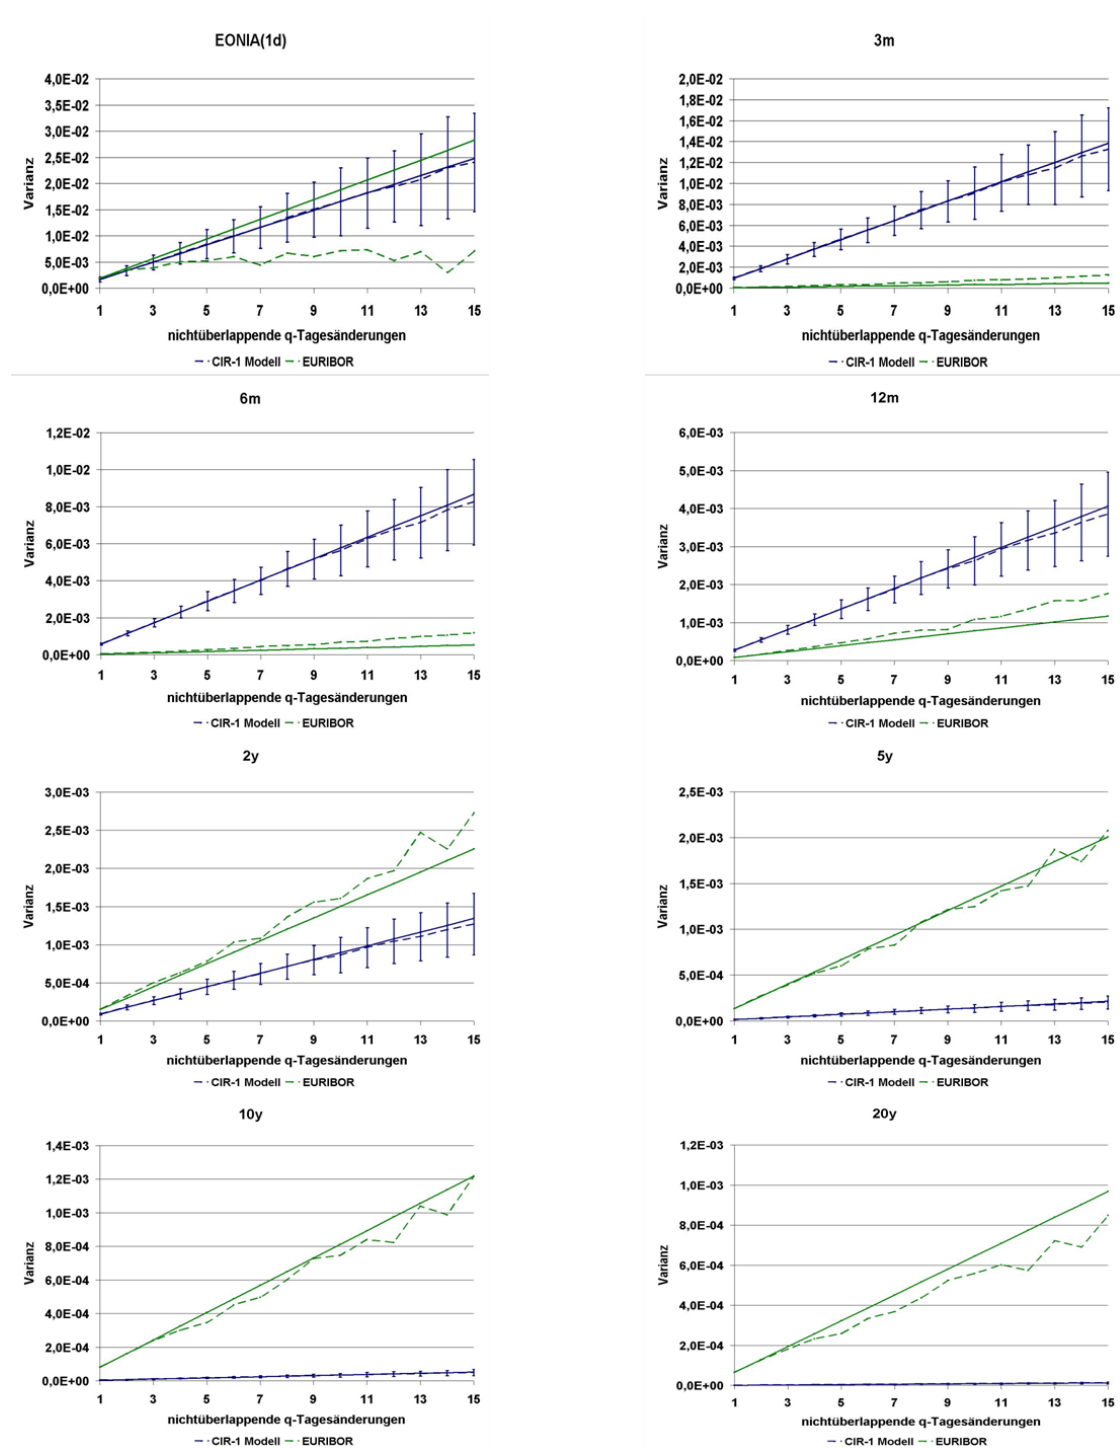 EONIA(1d)
4,0E-02
3,5E-02
3,0E-02
2,5E-02
2,0E-02
1,5E-02
1,0E-02
5,0E-03
0,0E+00
Varianz
1 3 5 7 9 11 13 15
nichtüberlappende q-Tagesänderungen
CIR-1 Modell EURIBOR
3m
2,0E-02
1,8E-02
1,6E-02
1,4E-02
1,2E-02
1,0E-02
8,0E-03
6,0E-03
4,0E-03
2,0E-03
0,0E+00
Varianz
1 3 5 7 9 11 13 15
nichtüberlappende q-Tagesänderungen
CIR-1 Modell EURIBOR
6m
1,2E-02
1,0E-02
8,0E-03
6,0E-03
4,0E-03
2,0E-03
0,0E+00
Varianz
1 3 5 7 9 11 13 15
nichtüberlappende q-Tagesänderungen
CIR-1 Modell EURIBOR
12m
6,0E-03
5,0E-03
4,0E-03
3,0E-03
2,0E-03
1,0E-03
0,0E+00
Varianz
1 3 5 7 9 11 13 15
nichtüberlappende q-Tagesänderungen
CIR-1 Modell EURIBOR
2y
3,0E-03
2,5E-03
2,0E-03
1,5E-03
1,0E-03
5,0E-04
0,0E+00
Varianz
1 3 5 7 9 11 13 15
nichtüberlappende q-Tagesänderungen
CIR-1 Modell EURIBOR
5y
2,5E-03
2,0E-03
1,5E-03
1,0E-03
5,0E-04
0,0E+00
Varianz
1 3 5 7 9 11 13 15
nichtüberlappende q-Tagesänderungen
CIR-1 Modell EURIBOR
10y
1,4E-03
1,2E-03
1,0E-03
8,0E-04
6,0E-04
4,0E-04
2,0E-04
0,0E+00
Varianz
1 3 5 7 9 11 13 15
nichtüberlappende q-Tagesänderungen
CIR-1 Modell EURIBOR
20y
1,2E-03
1,0E-03
8,0E-04
6,0E-04
4,0E-04
2,0E-04
0,0E+00
Varianz
1 3 5 7 9 11 13 15
nichtüberlappende q-Tagesänderungen
CIR-1 Modell EURIBOR